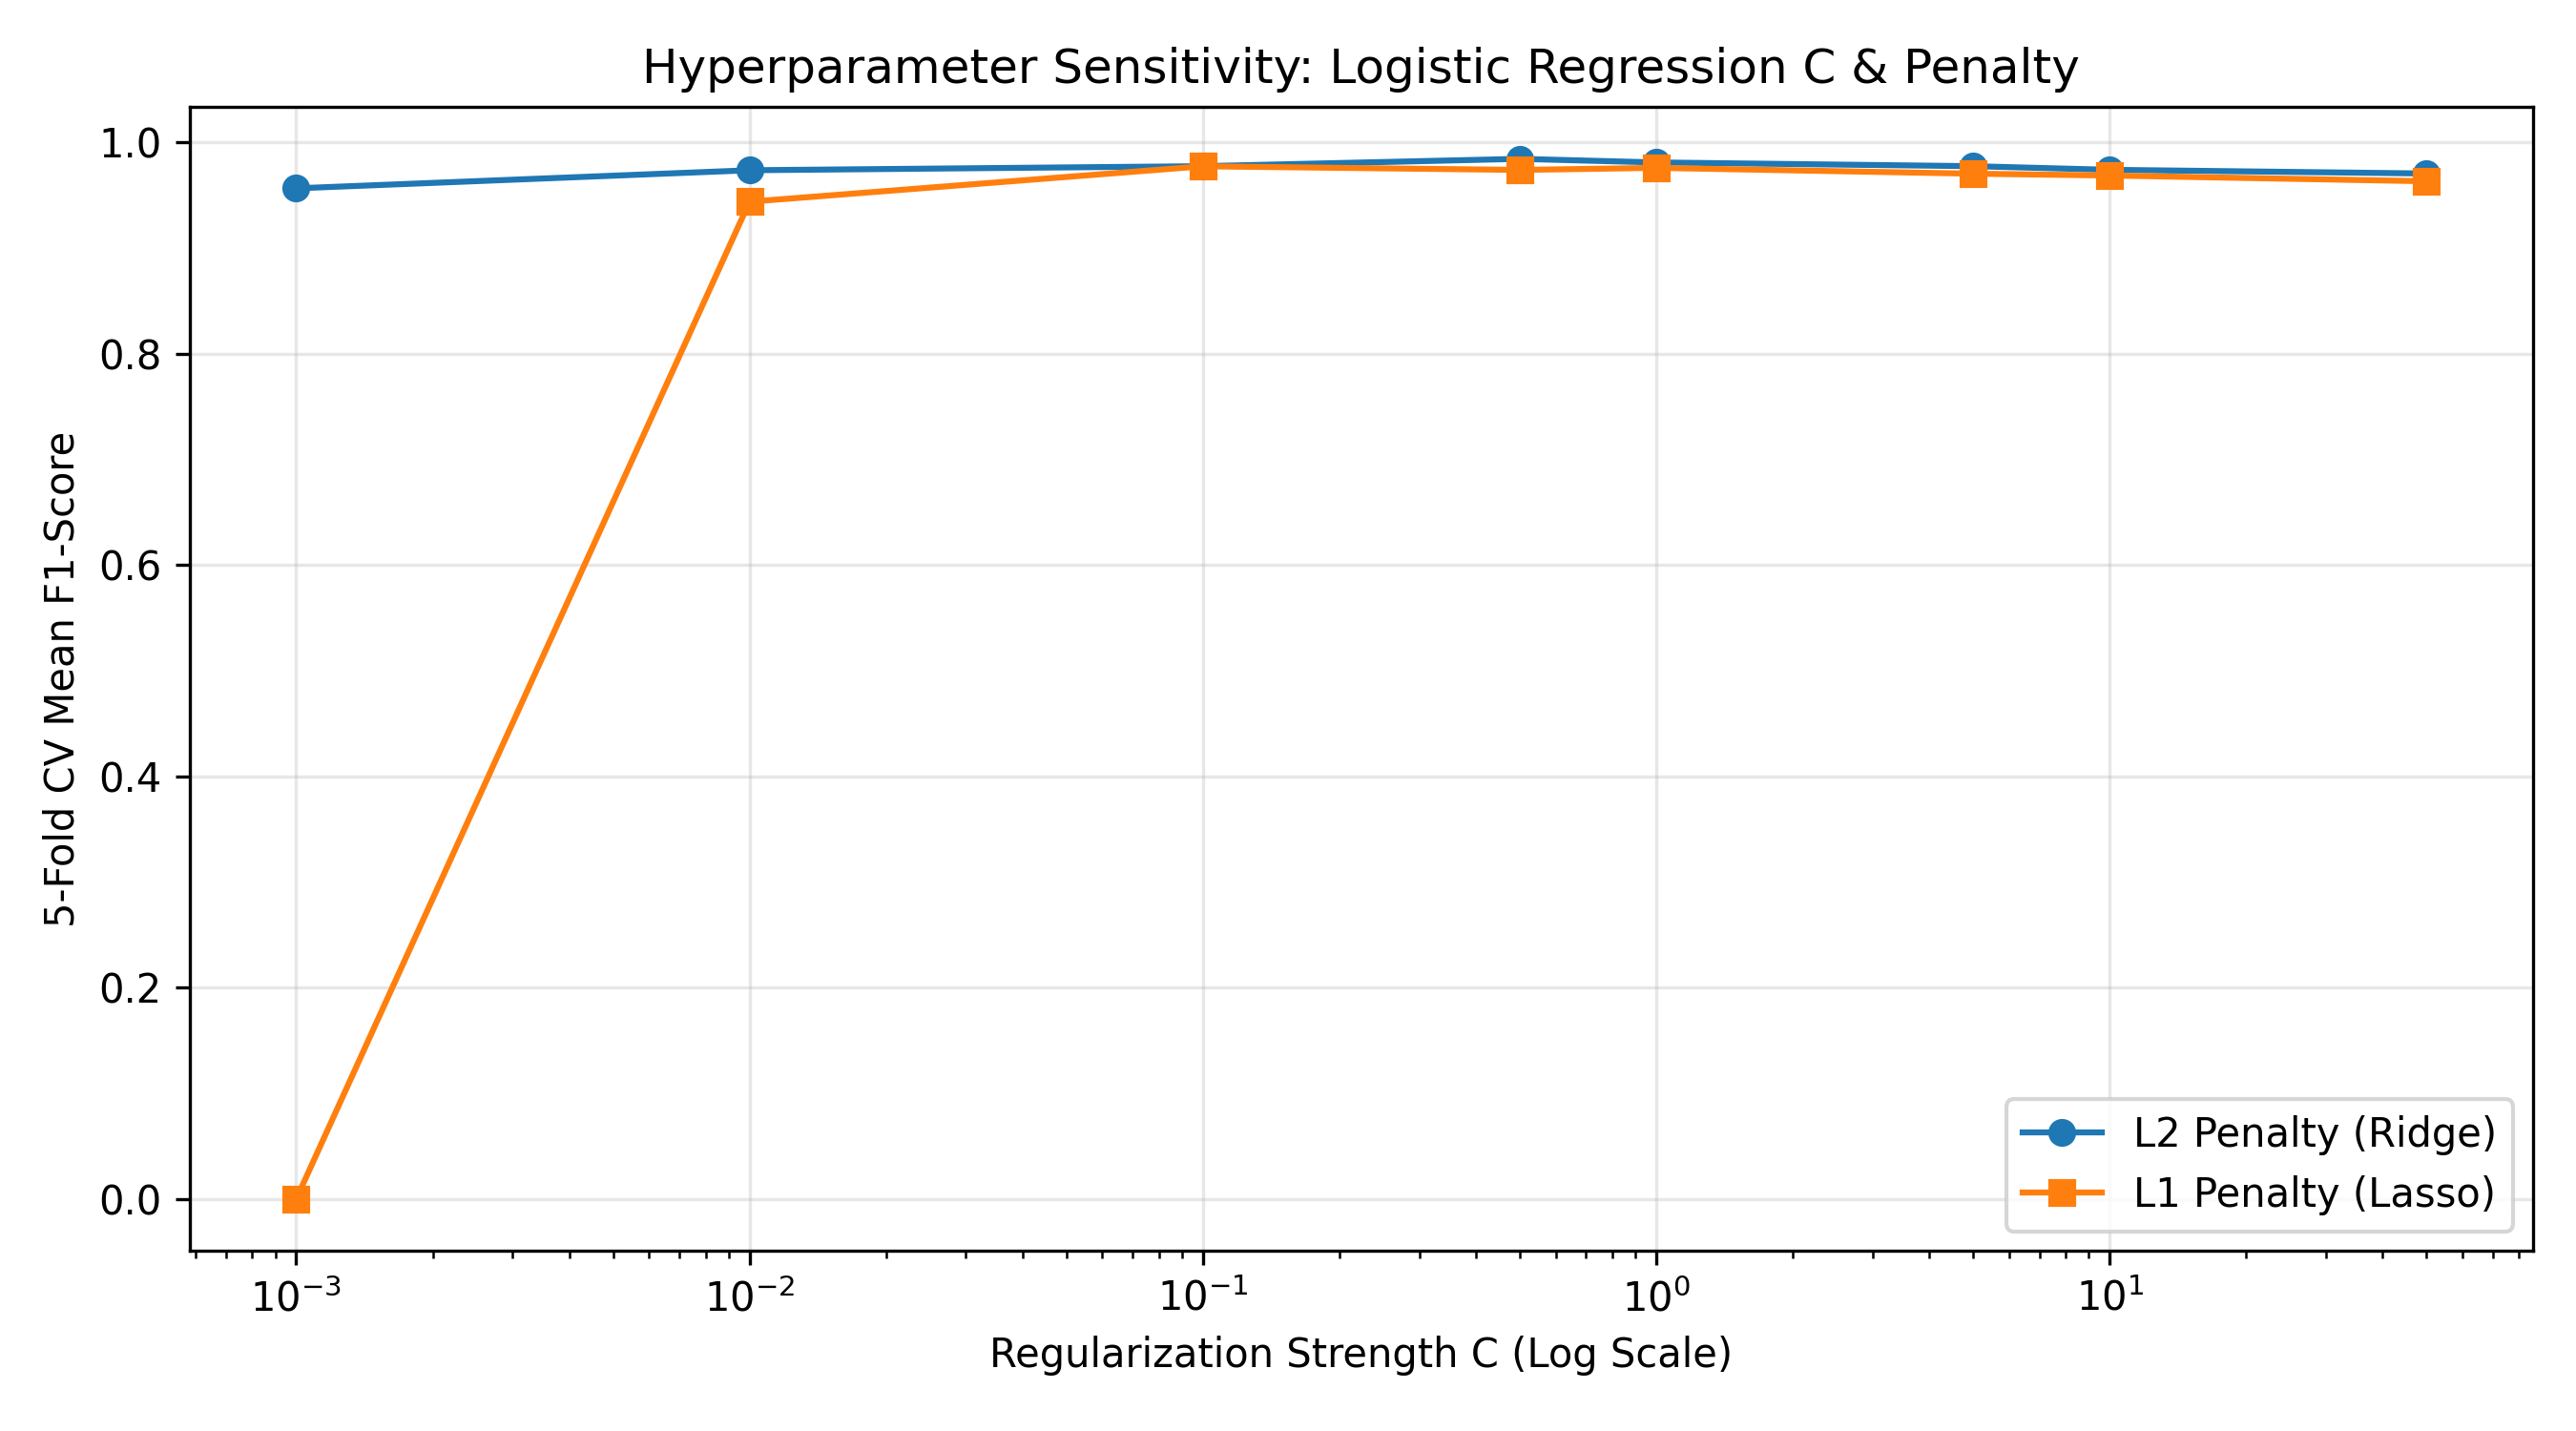 Hyperparameter Sensitivity: Logistic Regression C & Penalty
5-Fold CV Mean F1-Score
1.0
0.8
0.6
0.4
0.2
0.0
10⁻³
10⁻²
10⁻¹
10⁰
10¹
Regularization Strength C (Log Scale)
L2 Penalty (Ridge)
L1 Penalty (Lasso)